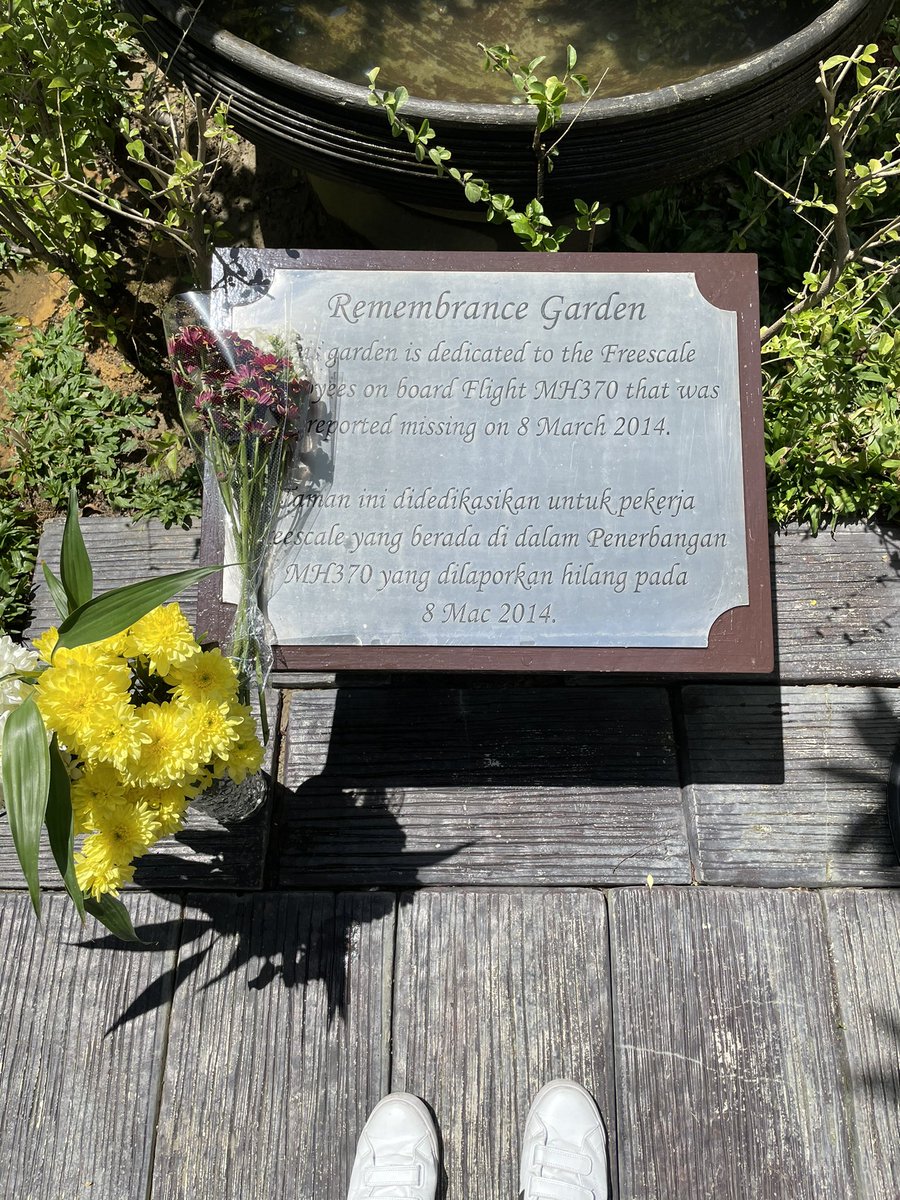 Remembrance Garden
garden is dedicated to the Freescale
on board Flight MH370 that was
reported missing on 8 March 2014.
ini didedikasikan untuk pekerja
yang berada di dalam Penerbangan
MH370 yang dilaporkan hilang pada
8 Mac 2014.